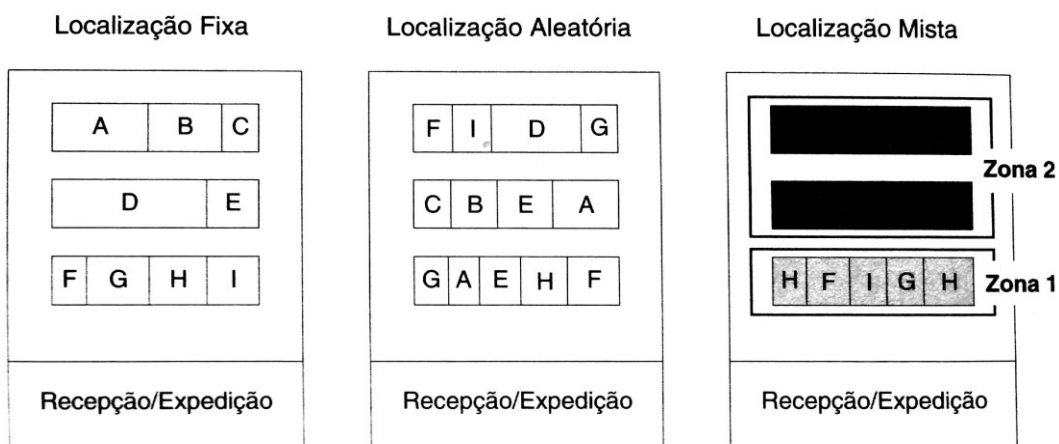 Localização Fixa
A B C
D E
F G H I
Recepção/Expedição
Localização Aleatória
F I D G
C B E A
G A E H F
Recepção/Expedição
Localização Mista
Zona 2
H F I G H
Zona 1
Recepção/Expedição